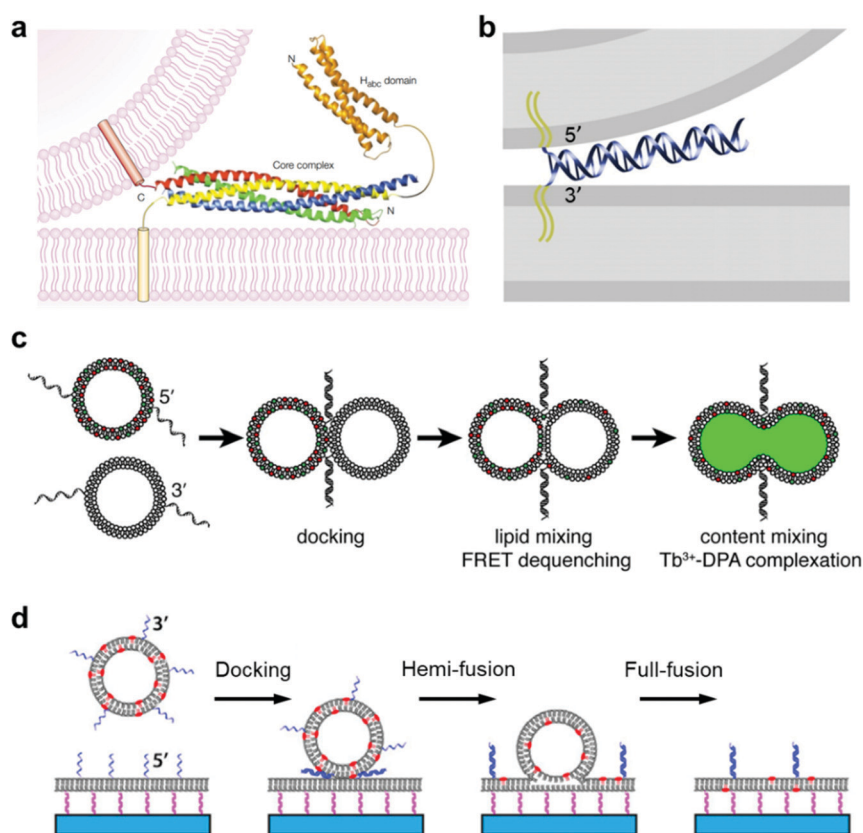 a
N
H_abc domain
Core complex
C
N
b
5′
3′
c
5′
3′
docking
lipid mixing
FRET dequenching
content mixing
Tb³⁺-DPA complexation
d
3′
5′
Docking
Hemi-fusion
Full-fusion